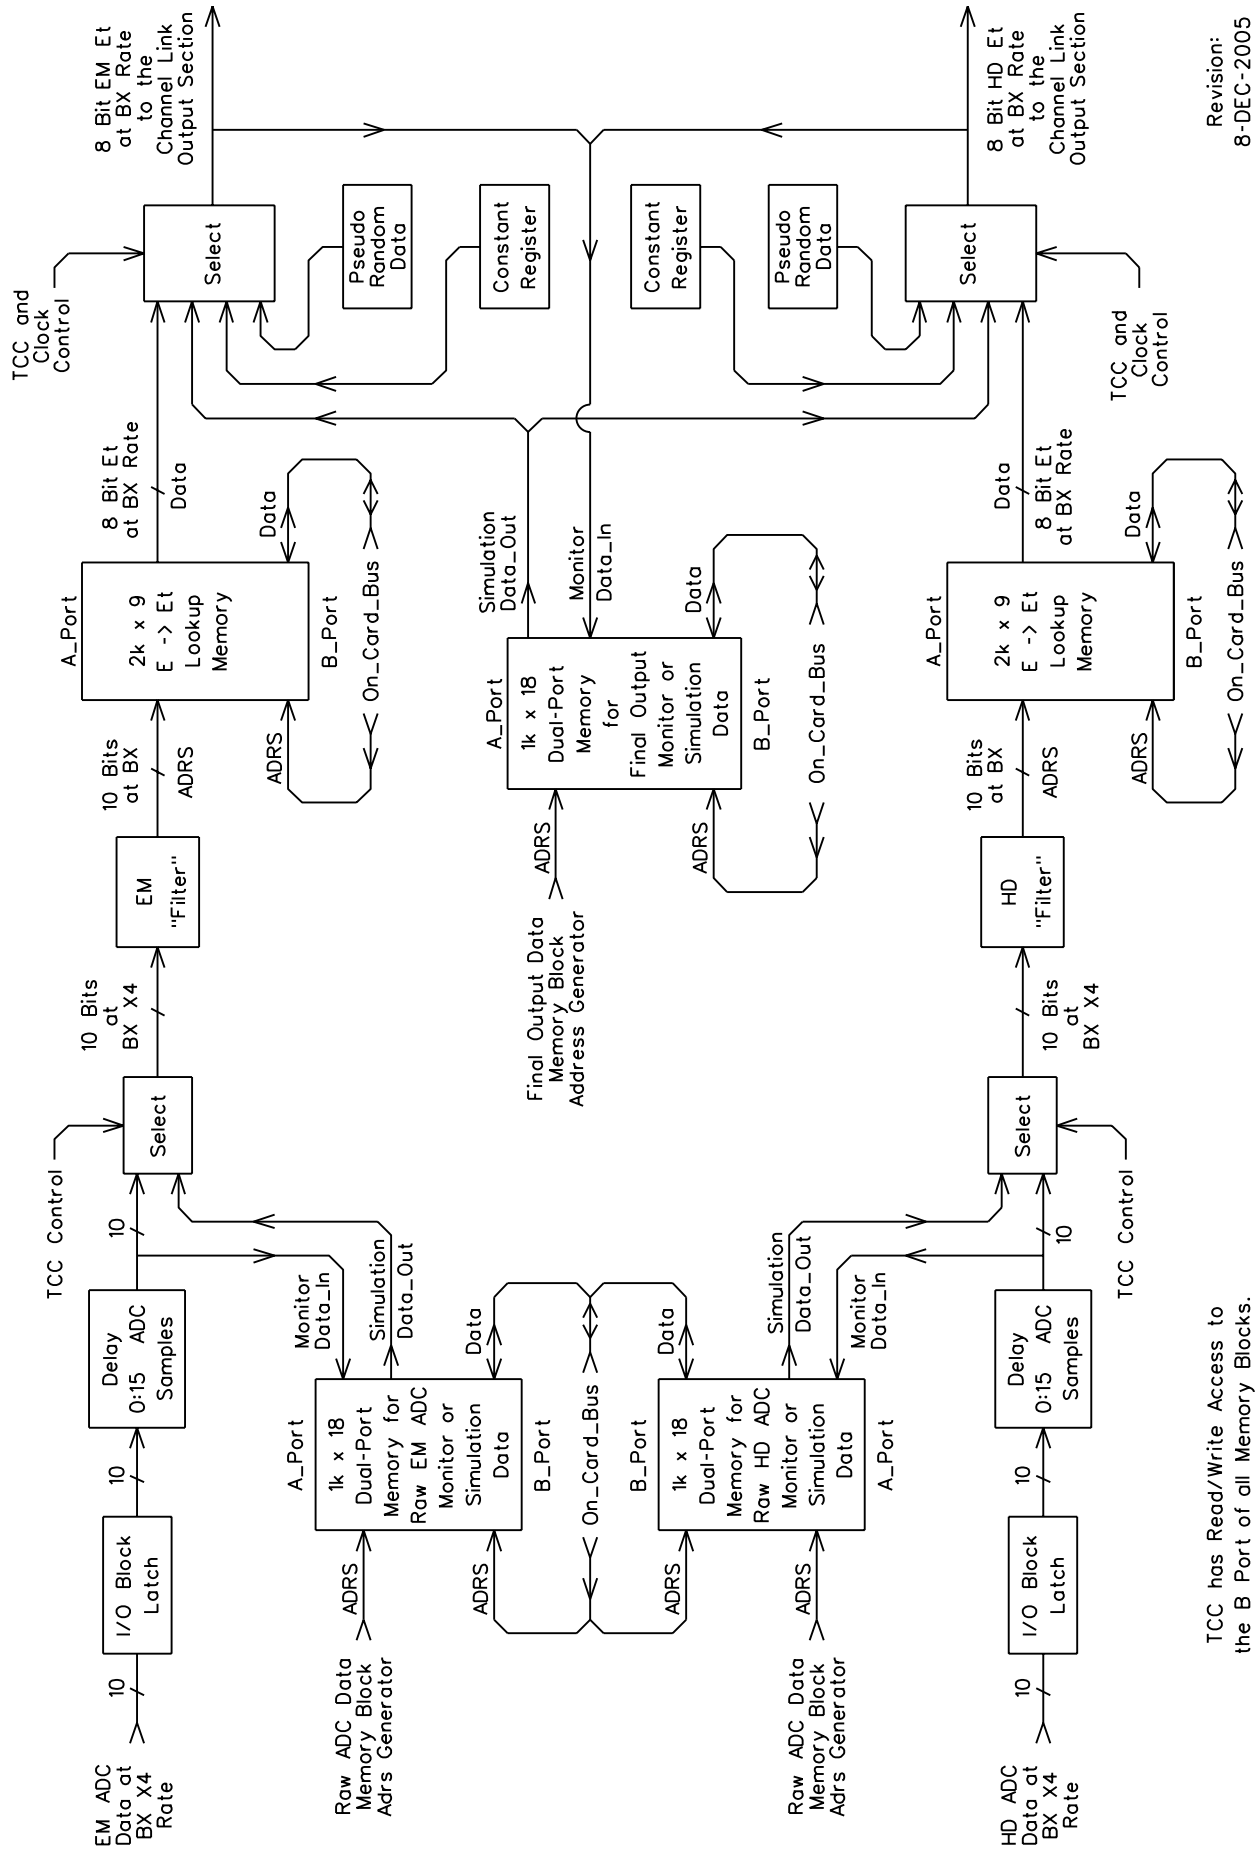 EM ADC
Data at
BX X4
Rate
10
I/O Block
Latch
10
Delay
0:15 ADC
Samples
10
TCC Control
Select
10 Bits
at
BX X4
EM
"Filter"
10 Bits
at BX
ADRS
A_Port
2k x 9
E -> Et
Lookup
Memory
B_Port
ADRS
On_Card_Bus
Data
8 Bit Et
at BX Rate
Data
TCC and
Clock
Control
Select
8 Bit EM Et
at BX Rate
to the
Channel Link
Output Section
Pseudo
Random
Data
Constant
Register
Raw ADC Data
Memory Block
Adrs Generator
ADRS
ADRS
A_Port
1k x 18
Dual-Port
Memory for
Raw EM ADC
Monitor or
Simulation
Data
B_Port
Monitor
Data_In
Simulation
Data_Out
Data
On_Card_Bus
Final Output Data
Memory Block
Address Generator
ADRS
ADRS
A_Port
1k x 18
Dual-Port
Memory
for
Final Output
Monitor or
Simulation
Data
B_Port
On_Card_Bus
Simulation
Data_Out
Monitor
Data_In
Data
Constant
Register
Pseudo
Random
Data
ADRS
ADRS
Raw ADC Data
Memory Block
Adrs Generator
B_Port
1k x 18
Dual-Port
Memory for
Raw HD ADC
Monitor or
Simulation
Data
A_Port
Data
Simulation
Data_Out
Monitor
Data_In
HD ADC
Data at
BX X4
Rate
10
I/O Block
Latch
10
Delay
0:15 ADC
Samples
10
TCC Control
Select
10 Bits
at
BX X4
HD
"Filter"
10 Bits
at BX
ADRS
A_Port
2k x 9
E -> Et
Lookup
Memory
B_Port
ADRS
On_Card_Bus
Data
Data
8 Bit Et
at BX Rate
TCC and
Clock
Control
Select
8 Bit HD Et
at BX Rate
to the
Channel Link
Output Section
TCC has Read/Write Access to
the B Port of all Memory Blocks.
Revision:
8-DEC-2005